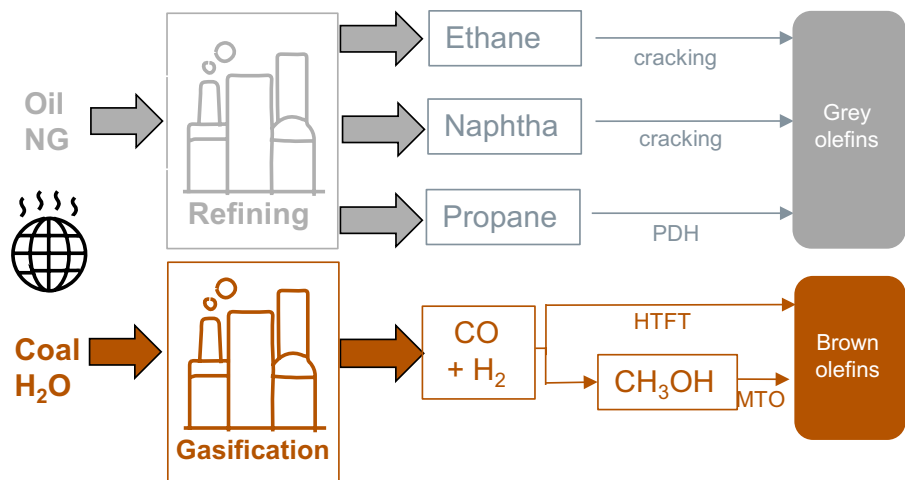 Oil
NG
Refining
Ethane
cracking
Naphtha
cracking
Propane
PDH
Grey
olefins
Coal
H₂O
Gasification
CO
+ H₂
HTFT
CH₃OH
MTO
Brown
olefins